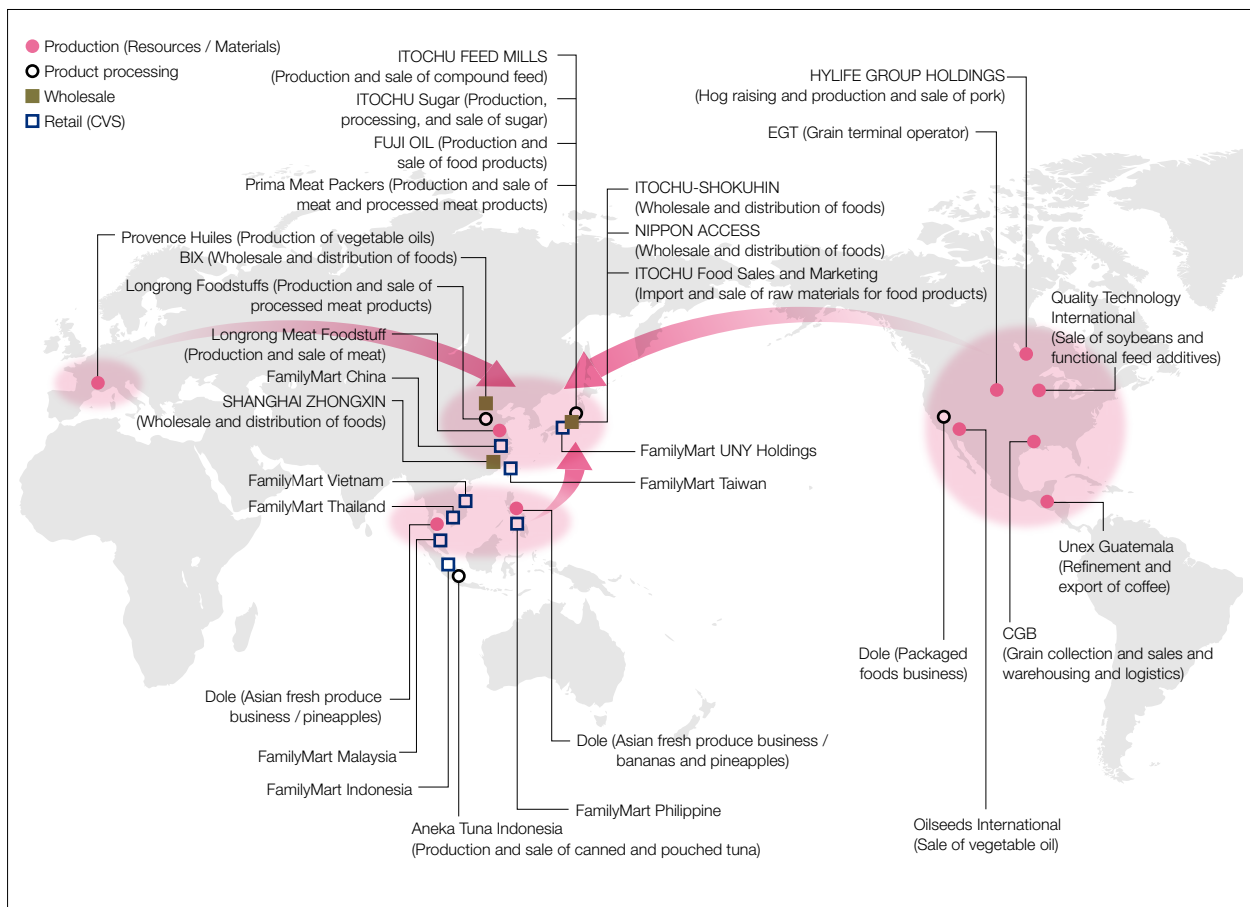 Production (Resources / Materials)
Product processing
Wholesale
Retail (CVS)
ITOCHU FEED MILLS
(Production and sale of compound feed)
ITOCHU Sugar (Production,
processing, and sale of sugar)
FUJI OIL (Production and
sale of food products)
Prima Meat Packers (Production and sale of
meat and processed meat products)
Provence Huiles (Production of vegetable oils)
BIX (Wholesale and distribution of foods)
Longrong Foodstuffs (Production and sale of
processed meat products)
Longrong Meat Foodstuff
(Production and sale of meat)
FamilyMart China
SHANGHAI ZHONGXIN
(Wholesale and distribution of foods)
FamilyMart Vietnam
FamilyMart Thailand
ITOCHU-SHOKUHIN
(Wholesale and distribution of foods)
NIPPON ACCESS
(Wholesale and distribution of foods)
ITOCHU Food Sales and Marketing
(Import and sale of raw materials for food products)
FamilyMart UNY Holdings
FamilyMart Taiwan
HYLIFE GROUP HOLDINGS
(Hog raising and production and sale of pork)
EGT (Grain terminal operator)
Quality Technology
International
(Sale of soybeans and
functional feed additives)
Unex Guatemala
(Refinement and
export of coffee)
CGB
(Grain collection and sales and
warehousing and logistics)
Dole (Packaged
foods business)
Oilseeds International
(Sale of vegetable oil)
Dole (Asian fresh produce
business / pineapples)
FamilyMart Malaysia
FamilyMart Indonesia
Aneka Tuna Indonesia
(Production and sale of canned and pouched tuna)
Dole (Asian fresh produce business /
bananas and pineapples)
FamilyMart Philippine